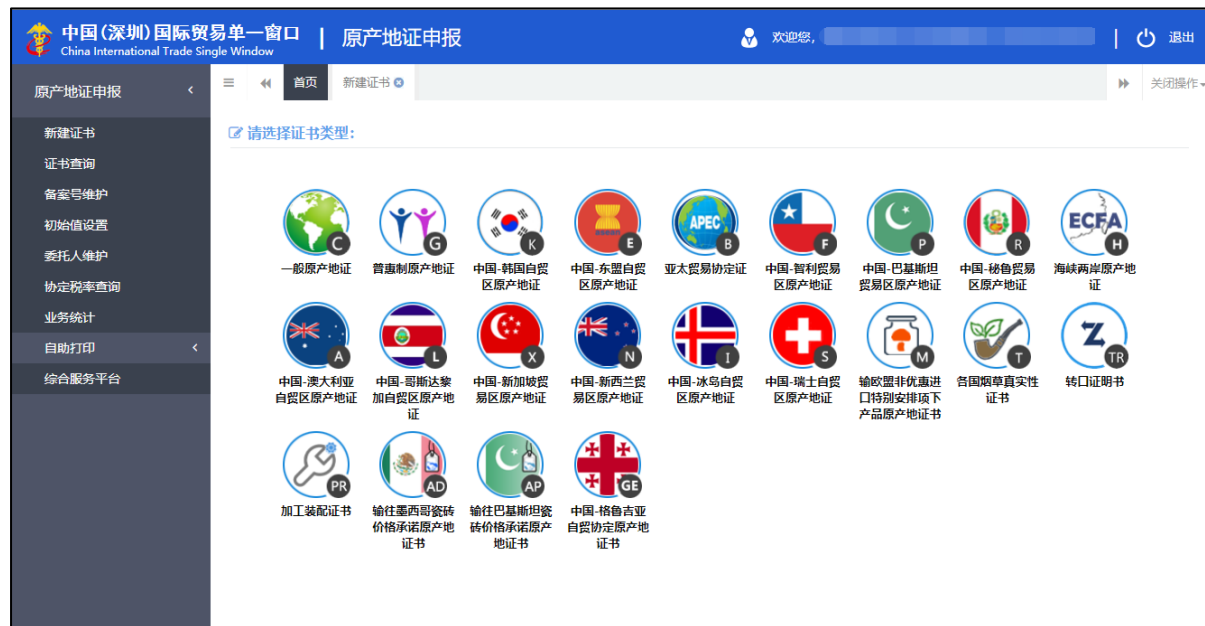 中国(深圳)国际贸易单一窗口 | 原产地证申报
China International Trade Single Window
欢迎您,
| 退出
原产地证申报
首页
新建证书
关闭操作
新建证书
证书查询
备案号维护
初始值设置
委托人维护
协定税率查询
业务统计
自助打印
综合服务平台
请选择证书类型:
C
G
K
E
APEC
B
F
P
R
ECFA
H
一般原产地证
普惠制原产地证
中国-韩国自贸
区原产地证
中国-东盟自贸
区原产地证
亚太贸易协定证
中国-智利贸易
区原产地证
中国-巴基斯坦
贸易区原产地证
中国-秘鲁贸易
区原产地证
海峡两岸原产地
证
A
L
X
N
I
S
M
T
Z
TR
中国-澳大利亚
自贸区原产地证
中国-哥斯达黎
加自贸区原产地
证
中国-新加坡贸
易区原产地证
中国-新西兰贸
易区原产地证
中国-冰岛自贸
区原产地证
中国-瑞士自贸
区原产地证
输欧盟非优惠进
口特别安排项下
产品原产地证书
各国烟草真实性
证书
转口证明书
PR
AD
AP
GE
加工装配证书
输往墨西哥瓷砖
价格承诺原产地
证书
输往巴基斯坦瓷
砖价格承诺原产
地证书
中国-格鲁吉亚
自贸协定原产地
证书